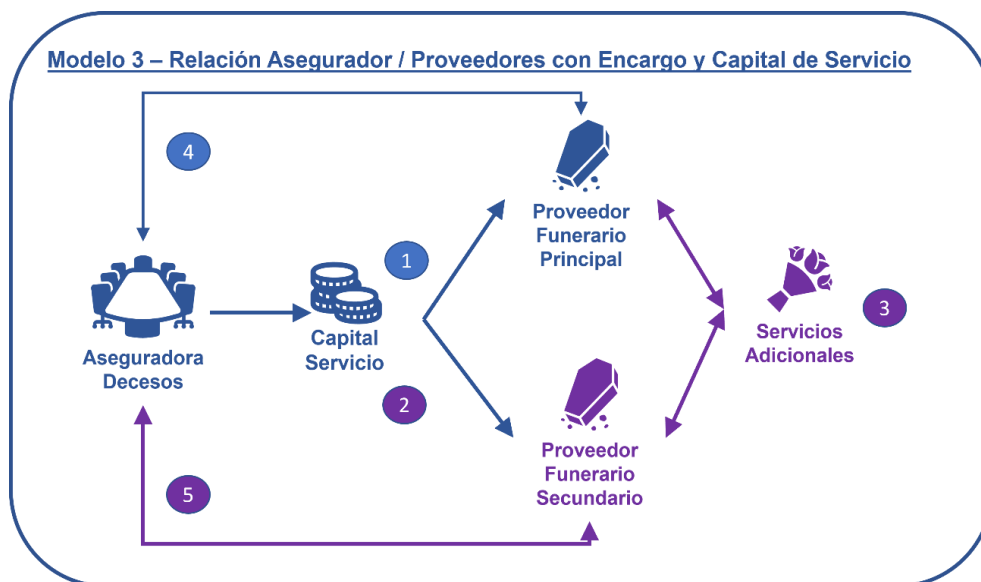 Modelo 3 – Relación Asegurador / Proveedores con Encargo y Capital de Servicio
4
Proveedor
Funerario
Principal
1
Aseguradora
Decesos
Capital
Servicio
Servicios
Adicionales
3
2
Proveedor
Funerario
Secundario
5